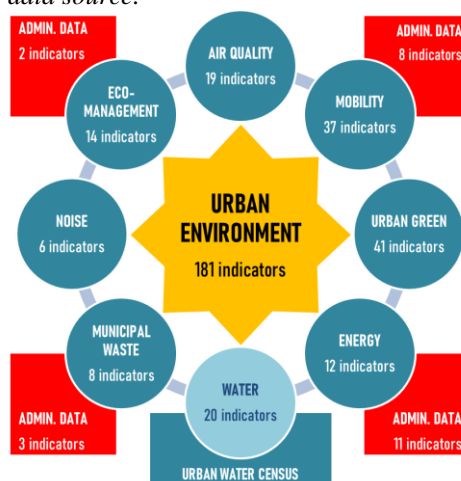 data source.
ADMIN. DATA
2 indicators
AIR QUALITY
19 indicators
ADMIN. DATA
8 indicators
ECO-
MANAGEMENT
14 indicators
MOBILITY
37 indicators
NOISE
6 indicators
URBAN
ENVIRONMENT
181 indicators
URBAN GREEN
41 indicators
MUNICIPAL
WASTE
8 indicators
ENERGY
12 indicators
WATER
20 indicators
ADMIN. DATA
3 indicators
ADMIN. DATA
11 indicators
URBAN WATER CENSUS